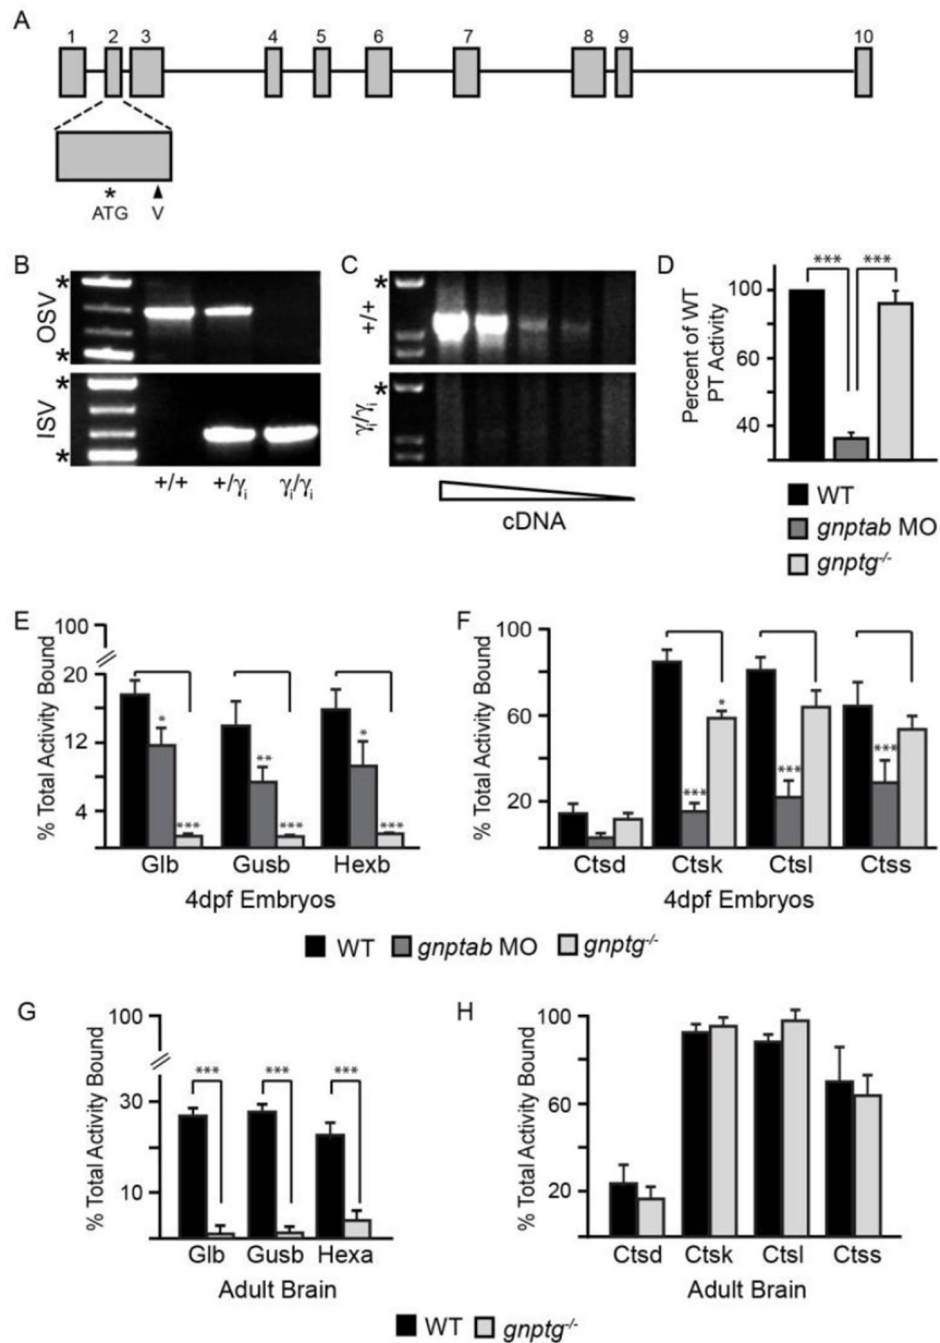 A
1 2 3 4 5 6 7 8 9 10
*
ATG V
B
OSV
*
*
ISV
*
*
+/+ +/γi γi/γi
C
+/+
*
γi/γi
*
cDNA
D
Percent of WT
PT Activity
*** ***
100
60
40
WT
gnptab MO
gnptg-/-
E
% Total Activity Bound
100
20
12
4
* *** ** *** * ***
Glb Gusb Hexb
4dpf Embryos
F
% Total Activity Bound
100
60
20
*** * *** ***
Ctsd Ctsk Ctsl Ctss
4dpf Embryos
WT gnptab MO gnptg-/-
G
% Total Activity Bound
100
30
10
*** *** ***
Glb Gusb Hexa
Adult Brain
H
% Total Activity Bound
100
60
20
Ctsd Ctsk Ctsl Ctss
Adult Brain
WT gnptg-/-